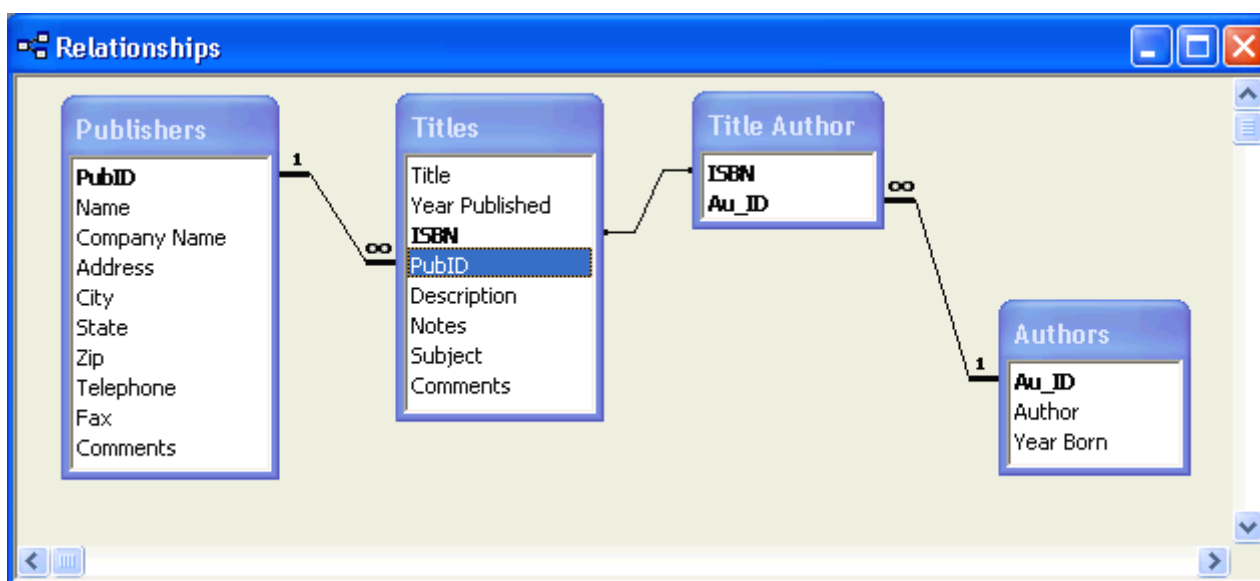 Relationships
Publishers
PubID
Name
Company Name
Address
City
State
Zip
Telephone
Fax
Comments
1
∞
Titles
Title
Year Published
ISBN
PubID
Description
Notes
Subject
Comments
Title Author
ISBN
Au_ID
∞
1
Authors
Au_ID
Author
Year Born